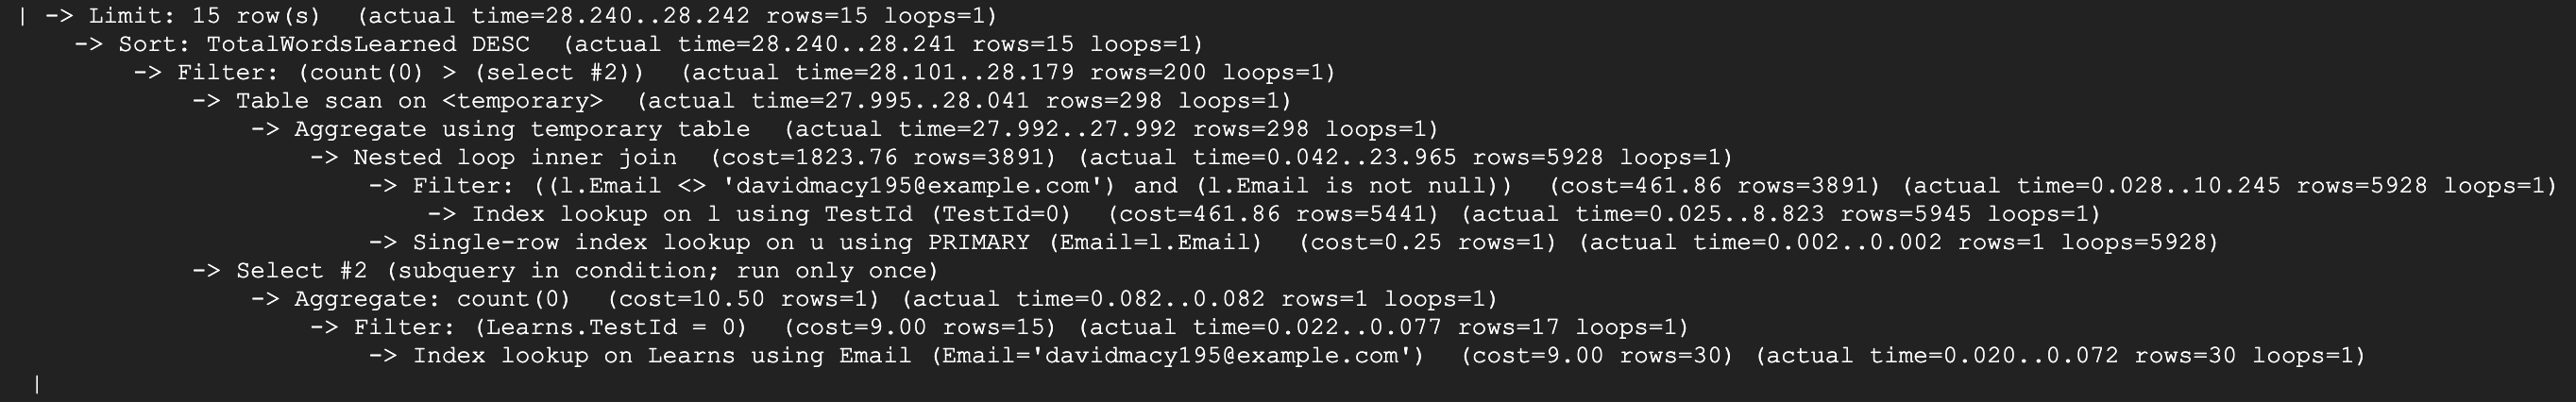 | -> Limit: 15 row(s)  (actual time=28.240..28.242 rows=15 loops=1)
    -> Sort: TotalWordsLearned DESC  (actual time=28.240..28.241 rows=15 loops=1)
        -> Filter: (count(0) > (select #2))  (actual time=28.101..28.179 rows=200 loops=1)
            -> Table scan on <temporary>  (actual time=27.995..28.041 rows=298 loops=1)
                -> Aggregate using temporary table  (actual time=27.992..27.992 rows=298 loops=1)
                    -> Nested loop inner join  (cost=1823.76 rows=3891) (actual time=0.042..23.965 rows=5928 loops=1)
                        -> Filter: ((l.Email <> 'davidmacy195@example.com') and (l.Email is not null))  (cost=461.86 rows=3891) (actual time=0.028..10.245 rows=5928 loops=1)
                            -> Index lookup on l using TestId (TestId=0)  (cost=461.86 rows=5441) (actual time=0.025..8.823 rows=5945 loops=1)
                        -> Single-row index lookup on u using PRIMARY (Email=l.Email)  (cost=0.25 rows=1) (actual time=0.002..0.002 rows=1 loops=5928)
            -> Select #2 (subquery in condition; run only once)
                -> Aggregate: count(0)  (cost=10.50 rows=1) (actual time=0.082..0.082 rows=1 loops=1)
                    -> Filter: (Learns.TestId = 0)  (cost=9.00 rows=15) (actual time=0.022..0.077 rows=17 loops=1)
                        -> Index lookup on Learns using Email (Email='davidmacy195@example.com')  (cost=9.00 rows=30) (actual time=0.020..0.072 rows=30 loops=1)
 |